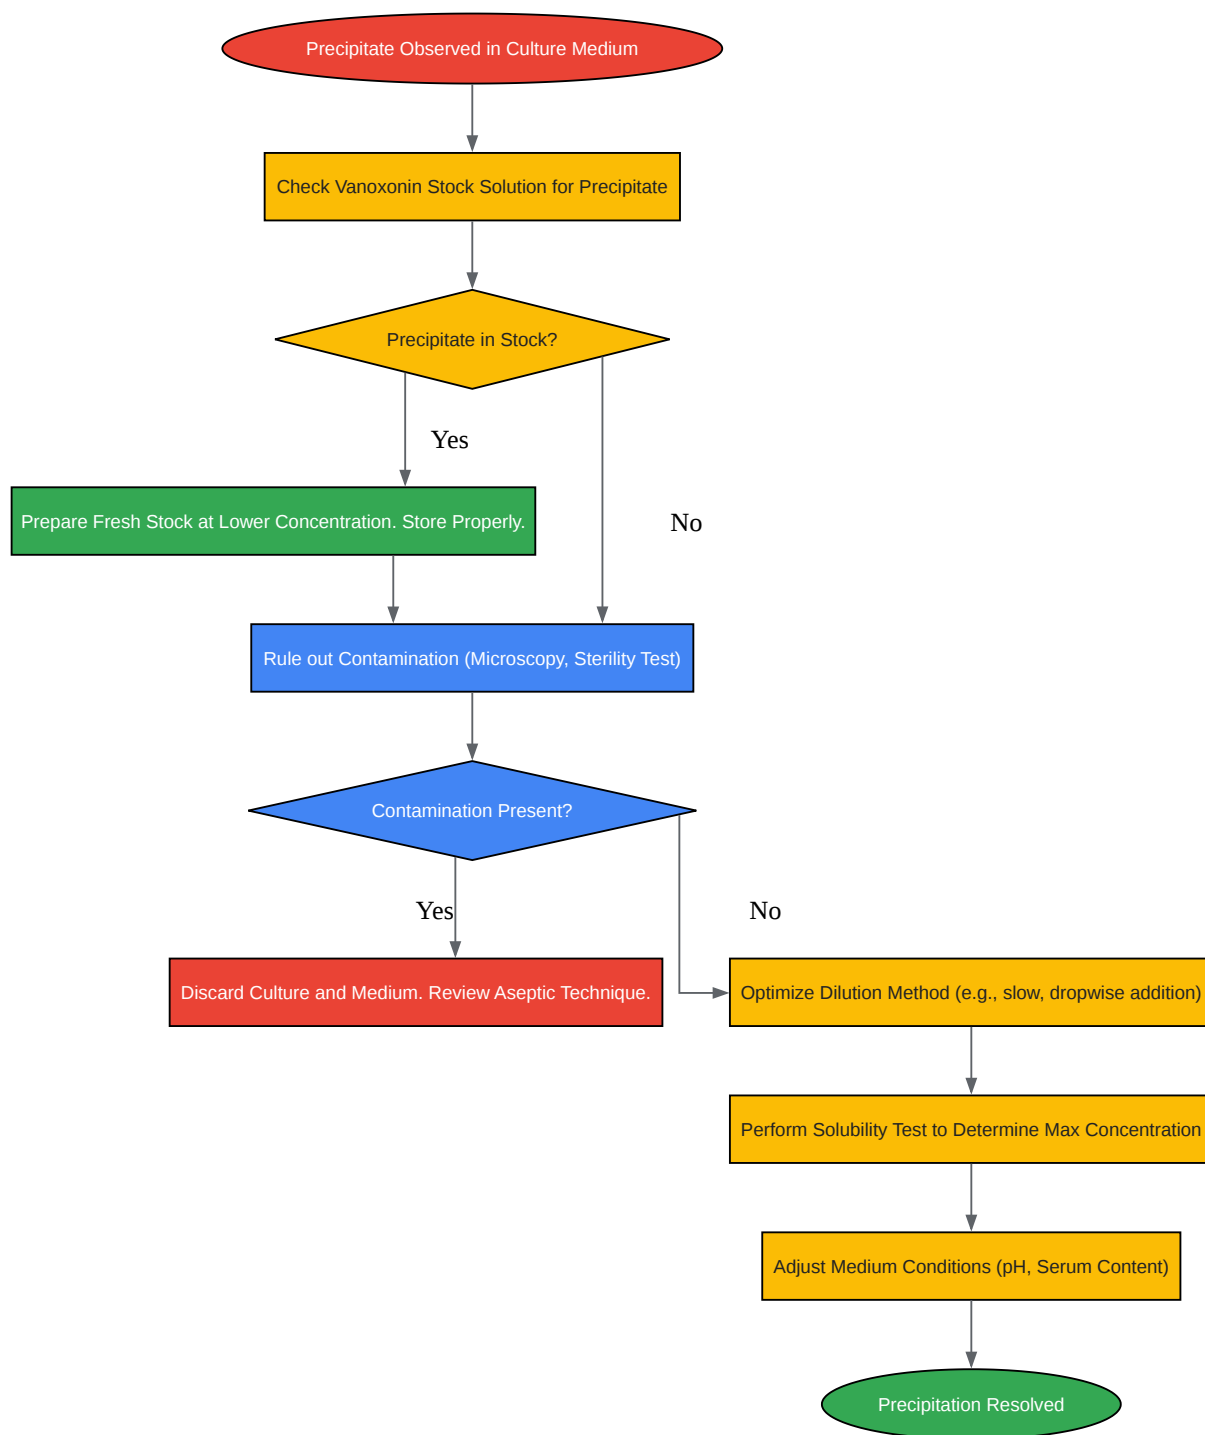 Precipitate Observed in Culture Medium
Check Vanoxonin Stock Solution for Precipitate
Precipitate in Stock?
Yes
Prepare Fresh Stock at Lower Concentration. Store Properly.
No
Rule out Contamination (Microscopy, Sterility Test)
Contamination Present?
Yes
No
Discard Culture and Medium. Review Aseptic Technique.
Optimize Dilution Method (e.g., slow, dropwise addition)
Perform Solubility Test to Determine Max Concentration
Adjust Medium Conditions (pH, Serum Content)
Precipitation Resolved